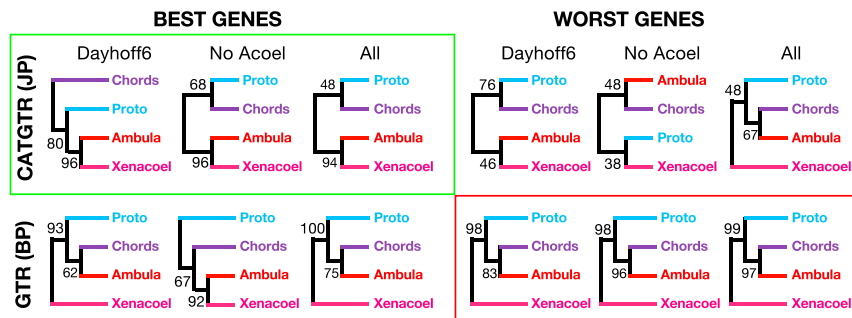 BEST GENES
WORST GENES
CATGTR (JP)
Dayhoff6
Chords
Proto
80
Ambula
96
Xenacoel
No Acoel
68
Proto
Chords
Ambula
96
Xenacoel
All
48
Proto
Chords
Ambula
94
Xenacoel
Dayhoff6
76
Proto
Chords
Ambula
46
Xenacoel
No Acoel
48
Ambula
Chords
Proto
38
Xenacoel
All
Proto
48
Chords
67
Ambula
Xenacoel
GTR (BP)
Proto
93
Chords
62
Ambula
Xenacoel
Proto
Chords
67
Ambula
92
Xenacoel
Proto
100
Chords
75
Ambula
Xenacoel
Proto
98
Chords
83
Ambula
Xenacoel
Proto
98
Chords
96
Ambula
Xenacoel
Proto
99
Chords
97
Ambula
Xenacoel